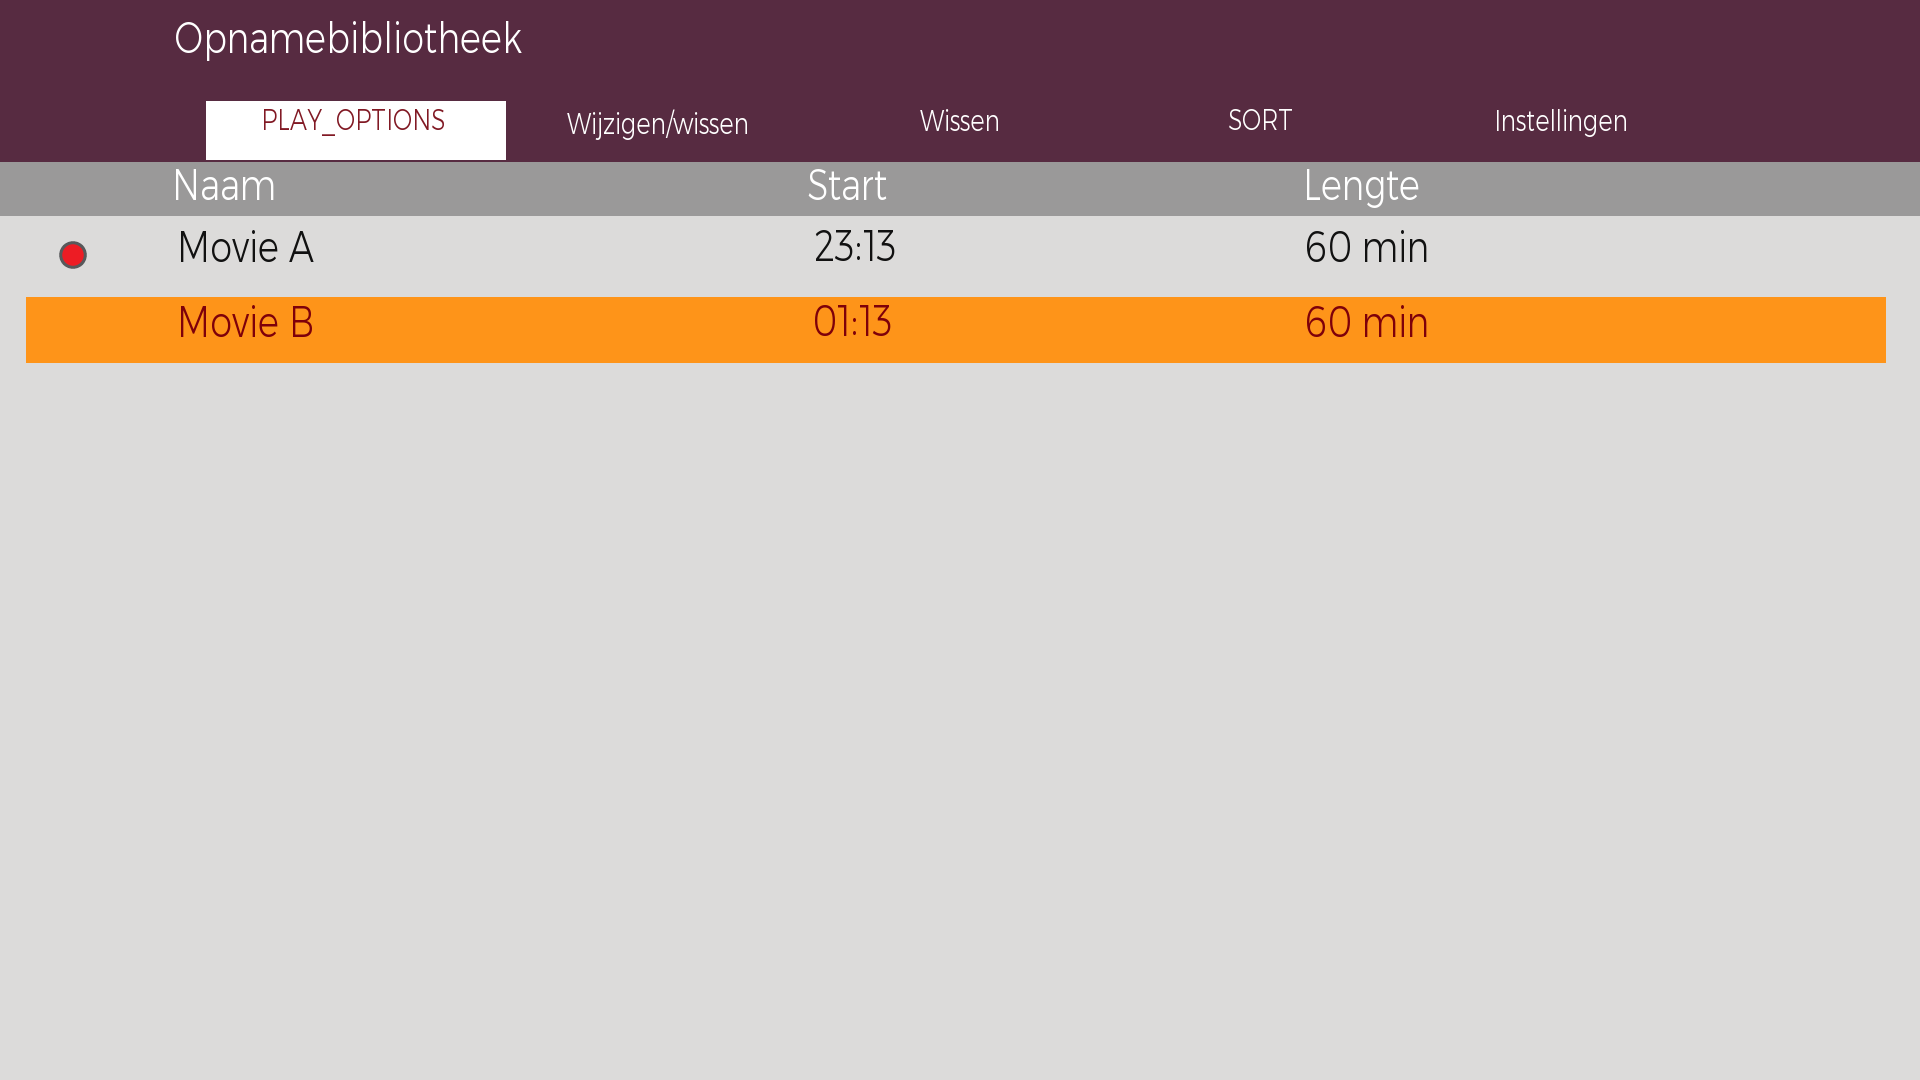 Opnamebibliotheek
PLAY_OPTIONS Wijzigen/wissen Wissen SORT Instellingen
Naam Start Lengte
Movie A 23:13 60 min
Movie B 01:13 60 min